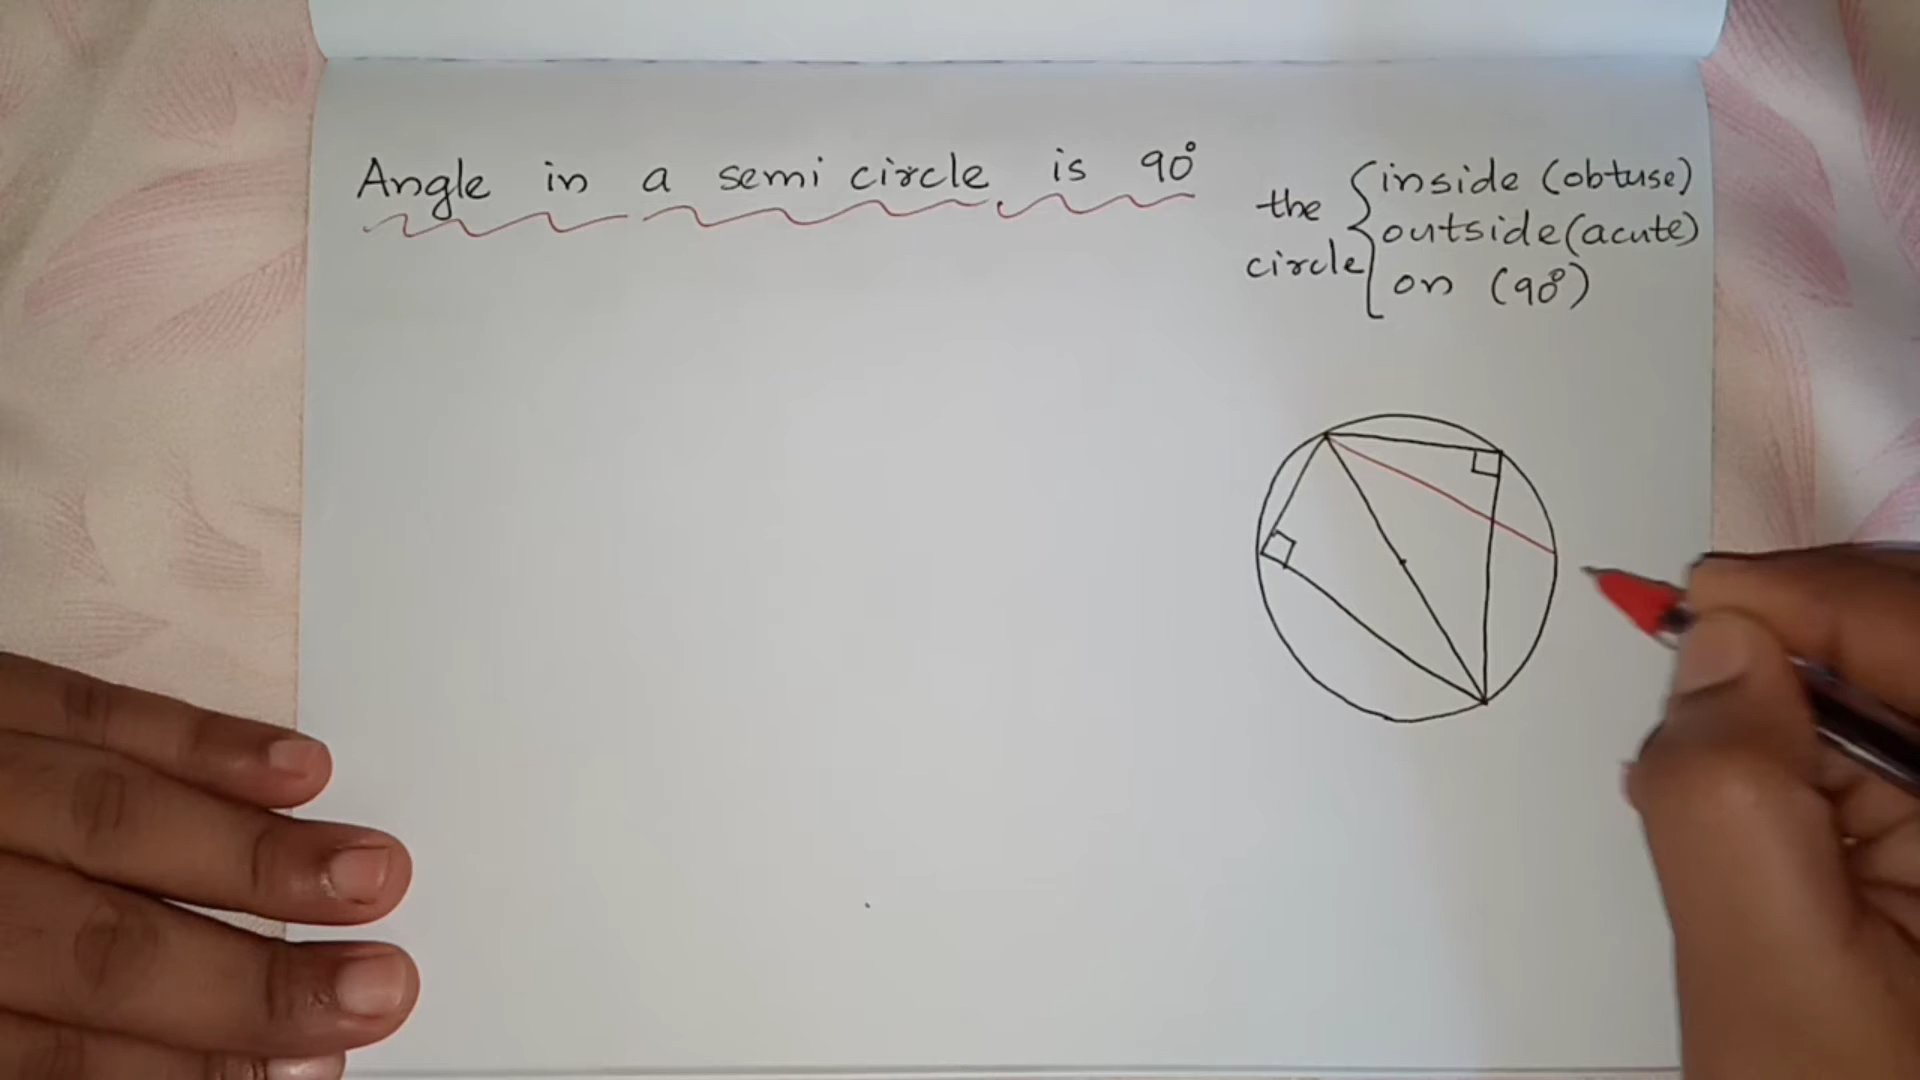 Angle in a semi circle is 90°
the circle
inside (obtuse)
outside (acute)
on (90°)